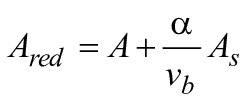 A_red = A + α/ν_b A_s